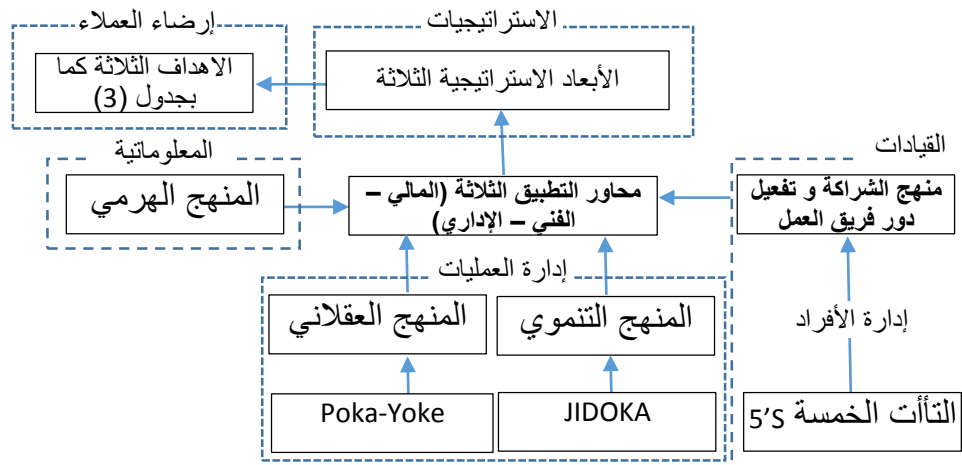 إرضاء العملاء
الاستراتيجيات
الاهداف الثلاثة كما
بجدول (3)
الأبعاد الاستراتيجية الثلاثة
القيادات
المعلوماتية
منهج الشراكة و تفعيل
دور فريق العمل
محاور التطبيق الثلاثة (المالي –
الفني – الإداري)
المنهج الهرمي
إدارة العمليات
المنهج التنموي
المنهج العقلاني
إدارة الأفراد
التأأت الخمسة 5’S
JIDOKA
Poka-Yoke